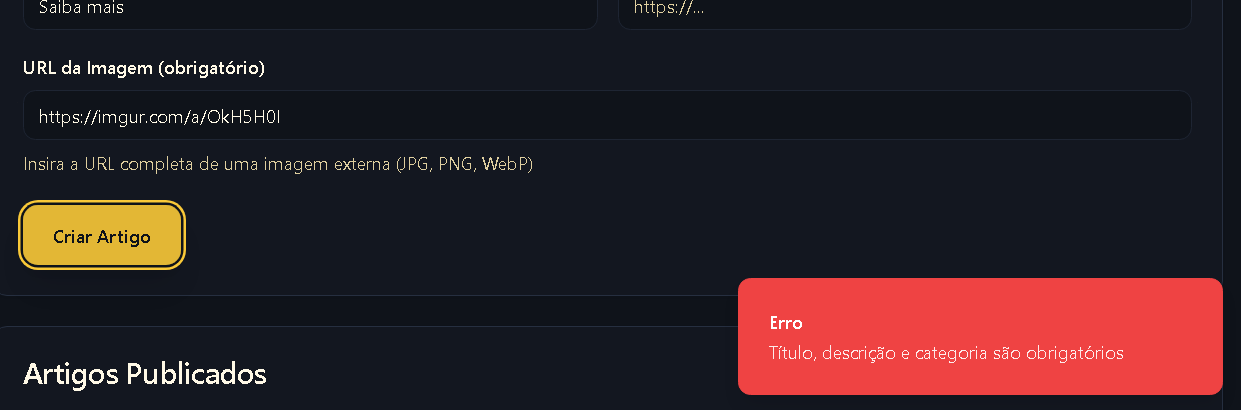 Saiba mais
https://...
URL da Imagem (obrigatório)
https://imgur.com/a/OkH5H0I
Insira a URL completa de uma imagem externa (JPG, PNG, WebP)
Criar Artigo
Erro
Título, descrição e categoria são obrigatórios
Artigos Publicados